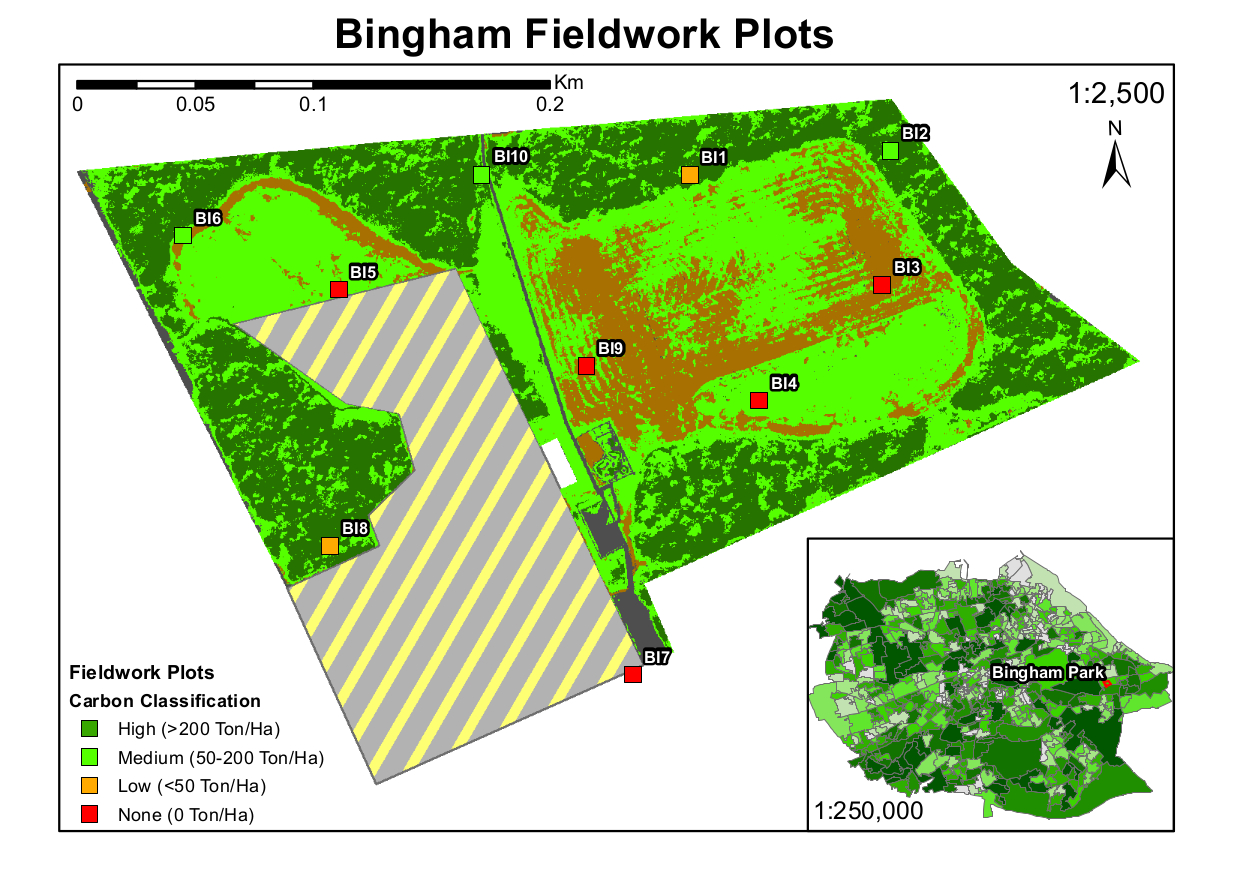 Bingham Fieldwork Plots
Km
0 0.05 0.1 0.2
1:2,500
N
BI2
BI10
BI1
BI6
BI5
BI3
BI9
BI4
BI8
BI7
Fieldwork Plots
Carbon Classification
High (>200 Ton/Ha)
Medium (50-200 Ton/Ha)
Low (<50 Ton/Ha)
None (0 Ton/Ha)
Bingham Park
1:250,000